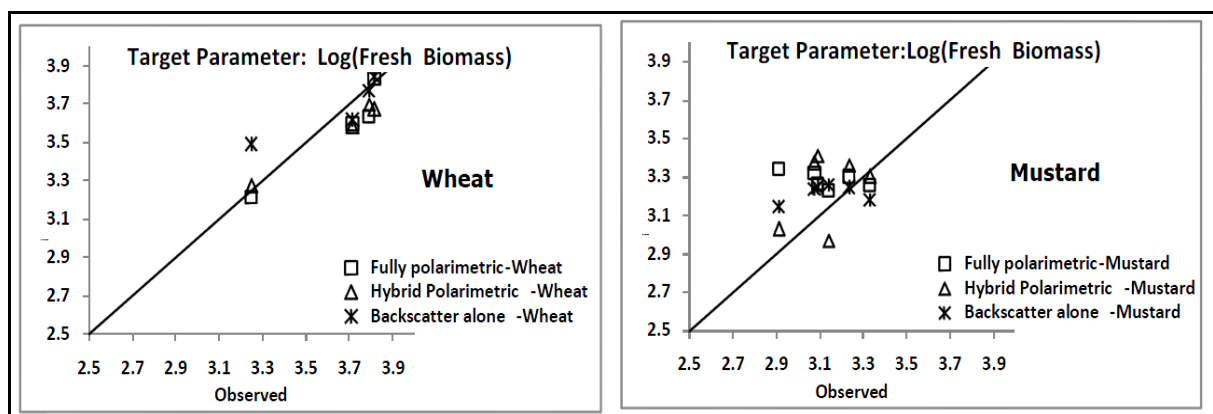 Target Parameter: Log(Fresh Biomass)
3.9
3.7
3.5
3.3
3.1
2.9
2.7
2.5
Wheat
Fully polarimetric-Wheat
Hybrid Polarimetric -Wheat
Backscatter alone -Wheat
2.5 2.7 2.9 3.1 3.3 3.5 3.7 3.9
Observed
Target Parameter:Log(Fresh Biomass)
3.9
3.7
3.5
3.3
3.1
2.9
2.7
2.5
Mustard
Fully polarimetric-Mustard
Hybrid Polarimetric -Mustard
Backscatter alone -Mustard
2.5 2.7 2.9 3.1 3.3 3.5 3.7 3.9
Observed